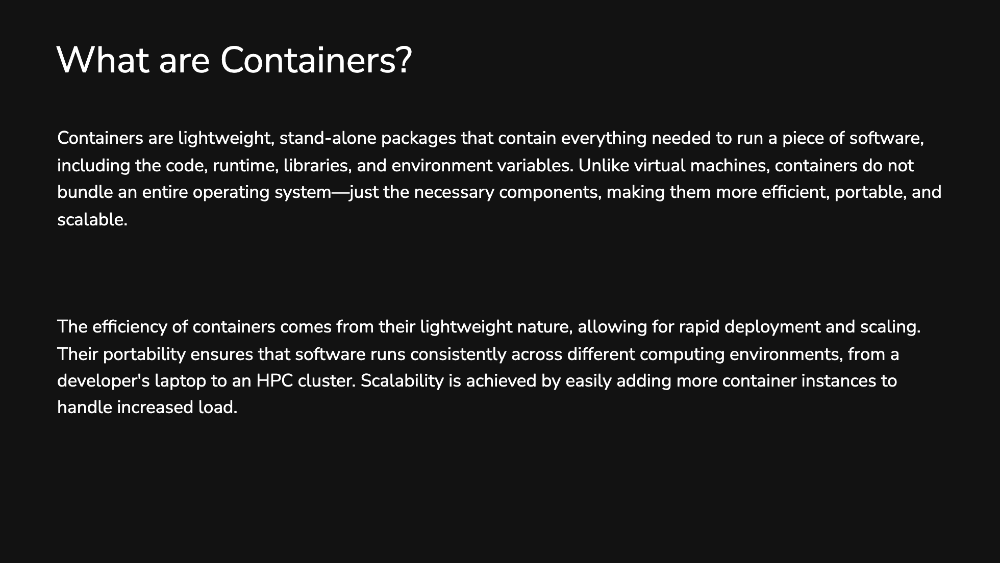 What are Containers?
Containers are lightweight, stand-alone packages that contain everything needed to run a piece of software,
including the code, runtime, libraries, and environment variables. Unlike virtual machines, containers do not
bundle an entire operating system—just the necessary components, making them more efficient, portable, and
scalable.
The efficiency of containers comes from their lightweight nature, allowing for rapid deployment and scaling.
Their portability ensures that software runs consistently across different computing environments, from a
developer's laptop to an HPC cluster. Scalability is achieved by easily adding more container instances to
handle increased load.